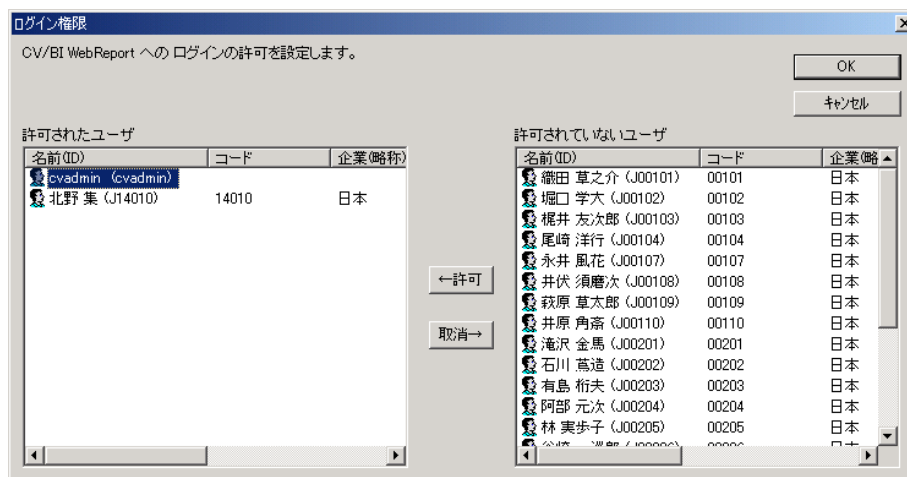 ログイン権限
CV/BI WebReport への ログインの許可を設定します。
OK
キャンセル
許可されたユーザ
名前(ID) コード 企業(略称)
cvadmin (cvadmin)
北野 集 (J14010) 14010 日本
←許可
取消→
許可されていないユーザ
名前(ID) コード 企業(略
織田 草之介 (J00101) 00101 日本
堀口 学大 (J00102) 00102 日本
梶井 友次郎 (J00103) 00103 日本
尾崎 洋行 (J00104) 00104 日本
永井 風花 (J00107) 00107 日本
井伏 須磨次 (J00108) 00108 日本
萩原 草太郎 (J00109) 00109 日本
井原 角斎 (J00110) 00110 日本
滝沢 金馬 (J00201) 00201 日本
石川 蔦造 (J00202) 00202 日本
有島 桁夫 (J00203) 00203 日本
阿部 元次 (J00204) 00204 日本
林 実歩子 (J00205) 00205 日本